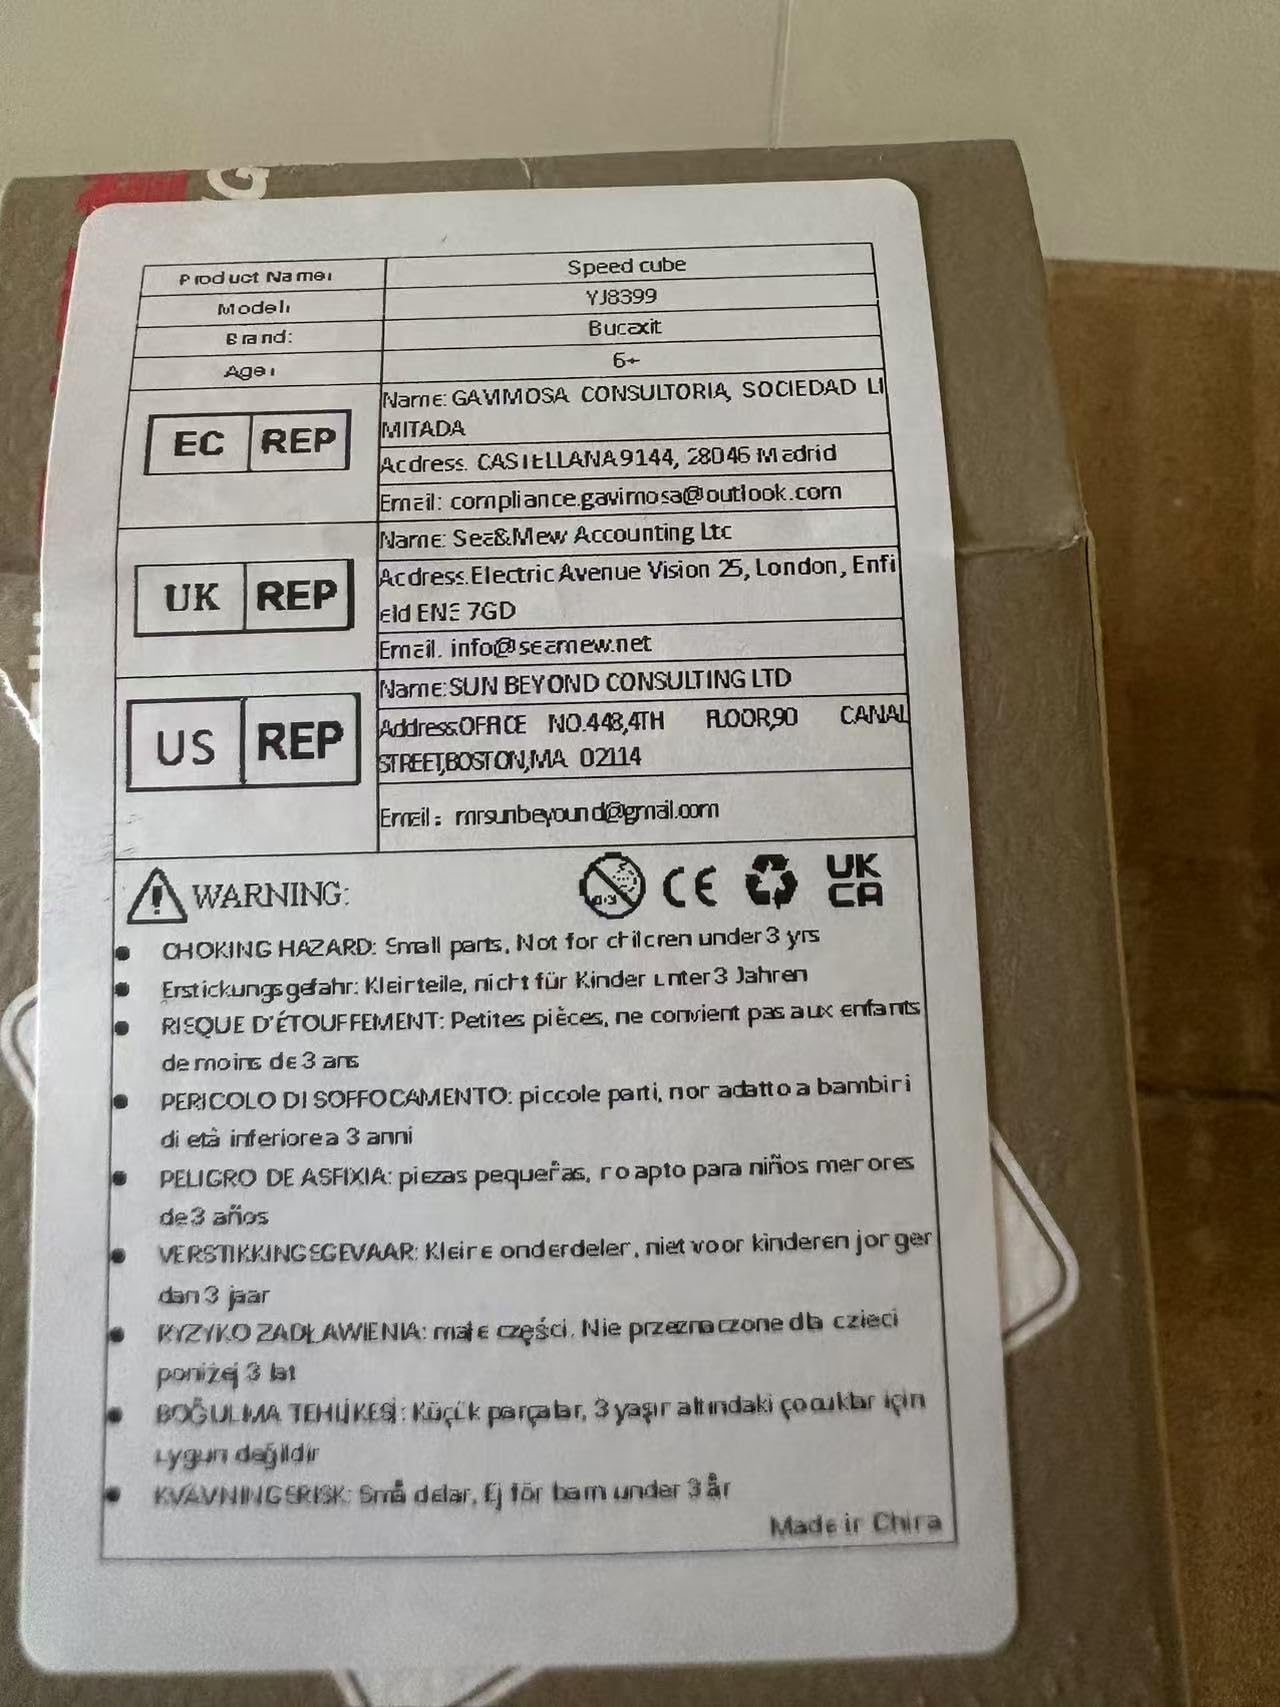 G
Product Name:
Speed cube
Model:
YJ8399
Brand:
Bucaxit
Age:
6+
EC REP
Name: GAVIMOSA CONSULTORIA, SOCIEDAD LI
MITADA
Address. CASTELLANA9144, 28046 Madrid
Email: compliance.gavimosa@outlook.com
UK REP
Name: Sea&Mew Accounting Ltd
Address.Electric Avenue Vision 25, London, Enfi
eld EN3 7GD
Email. info@seamew.net
US REP
Name:SUN BEYOND CONSULTING LTD
Address:OFFICE NO.448,4TH FLOOR,90 CANAL
STREET,BOSTON,MA 02114
Email: mrsunbeyound@gmail.com
WARNING:
0-3
CE
UK
CA
CHOKING HAZARD: Small parts, Not for children under 3 yrs
Erstickungsgefahr: Kleinteile, nicht für Kinder unter 3 Jahren
RISQUE D'ÉTOUFFEMENT: Petites pièces, ne convient pas aux enfants
de moins de 3 ans
PERICOLO DI SOFFOCAMENTO: piccole parti, non adatto a bambini
di età inferiore a 3 anni
PELIGRO DE ASFIXIA: piezas pequeñas, no apto para niños menores
de 3 años
VERSTIKKINGSGEVAAR: Kleine onderdelen, niet voor kinderen jonger
dan 3 jaar
RYZYKO ZADŁAWIENIA: małe części. Nie przeznaczone dla dzieci
poniżej 3 lat
BOĞULMA TEHLİKESİ: Küçük parçalar, 3 yaşır altındaki çocuklar için
uygun değildir
KVÄVNINGSRISK: Små delar, Ej för barn under 3 år
Made in China